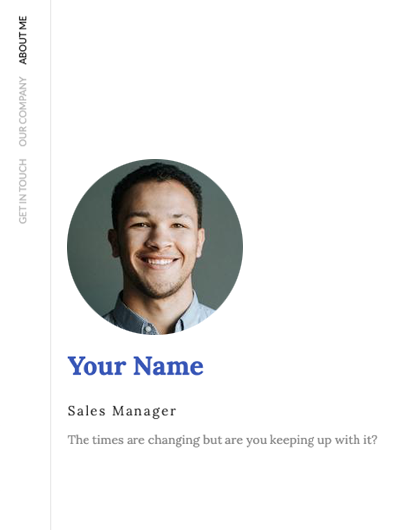 ABOUT ME
OUR COMPANY
GET IN TOUCH
Your Name
Sales Manager
The times are changing but are you keeping up with it?